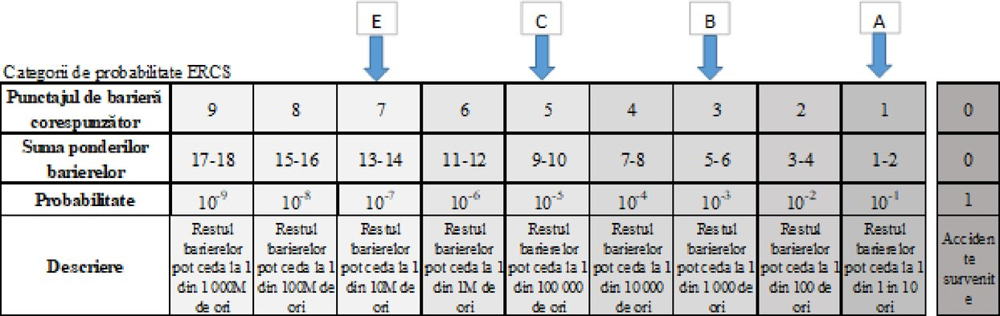 E C B A
Categorii de probabilitate ERCS
Punctajul de barieră
corespunzător
9 8 7 6 5 4 3 2 1 0
Suma ponderilor
barierelor
17-18 15-16 13-14 11-12 9-10 7-8 5-6 3-4 1-2 0
Probabilitate 10⁻⁹ 10⁻⁸ 10⁻⁷ 10⁻⁶ 10⁻⁵ 10⁻⁴ 10⁻³ 10⁻² 10⁻¹ 1
Descriere
Restul
barierelor
pot ceda la 1
din 1 000M
de ori
Restul
barierelor
pot ceda la 1
din 100M de
ori
Restul
barierelor
pot ceda la 1
din 10M de
ori
Restul
barierelor
pot ceda la 1
din 1M de
ori
Restul
barierelor
pot ceda la 1
din 100 000
de ori
Restul
barierelor
pot ceda la 1
din 10 000
de ori
Restul
barierelor
pot ceda la 1
din 1 000 de
ori
Restul
barierelor
pot ceda la 1
din 100 de
ori
Restul
barierelor
pot ceda la 1
din 1 in 10
ori
Acciden
te
survenit
e